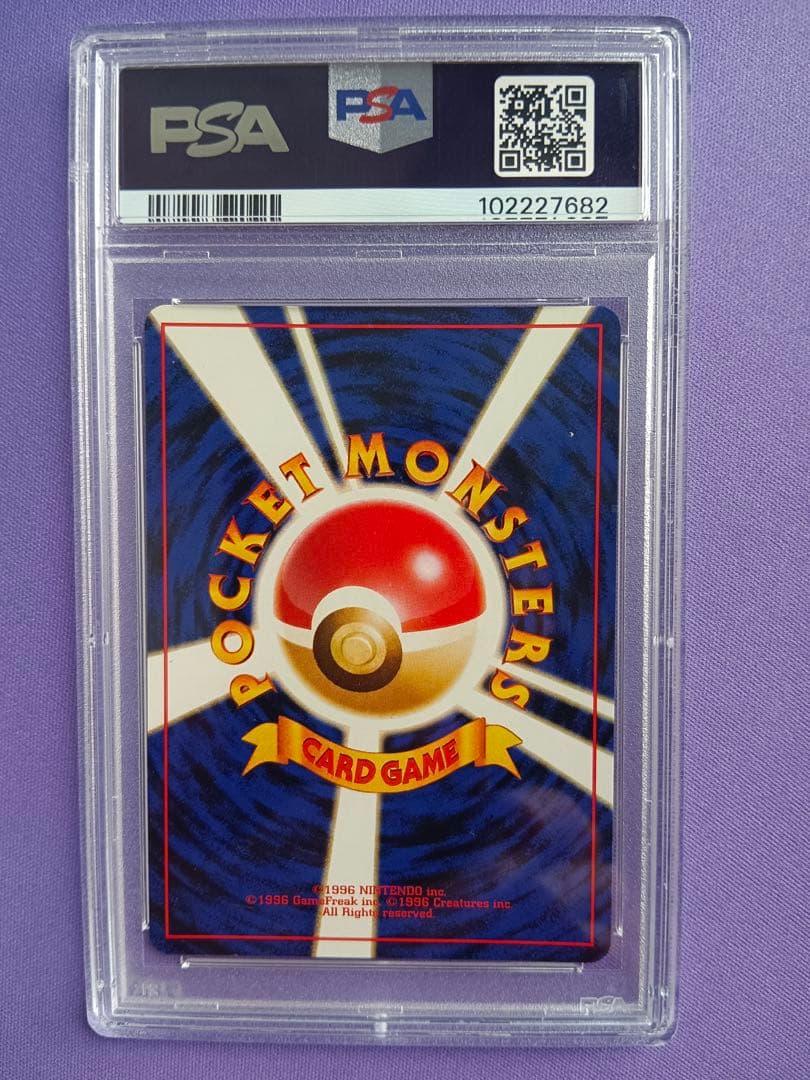 PSA
PSA
102227682
POCKET MONSTERS
CARD GAME
©1996 NINTENDO inc.
©1996 GameFreak inc. ©1996 Creatures inc.
All Rights reserved.
PSA